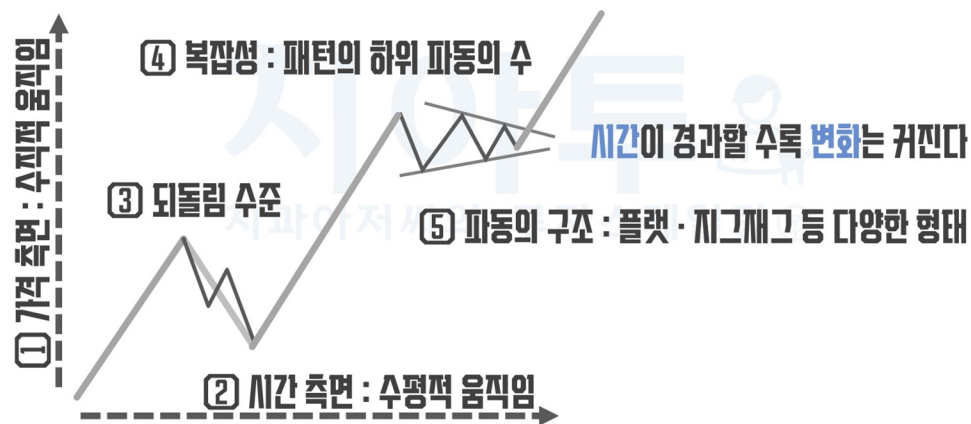 ④ 복잡성 : 패턴의 하위 파동의 수
시간이 경과할 수록 변화는 커진다
③ 되돌림 수준
⑤ 파동의 구조 : 플랫 · 지그재그 등 다양한 형태
① 가격 측면 : 수직적 움직임
② 시간 측면 : 수평적 움직임
시야투